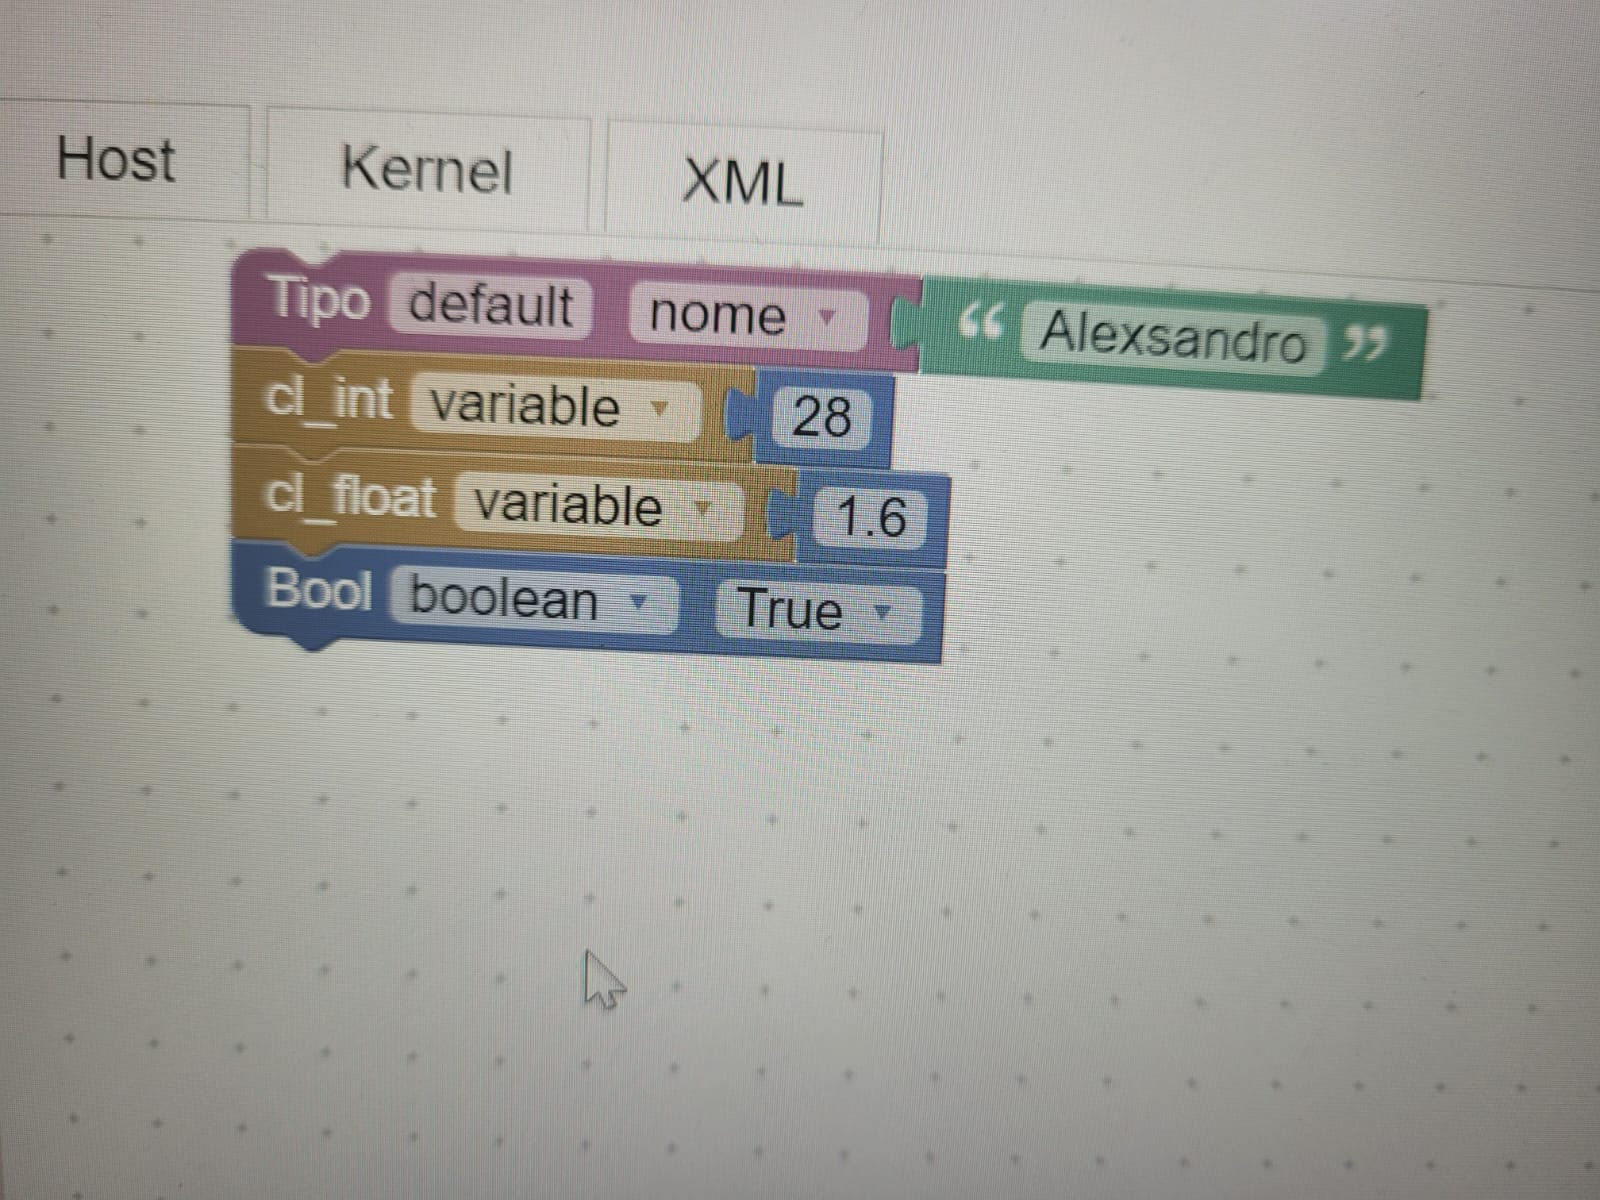 Host Kernel XML
Tipo default nome “ Alexsandro ”
cl_int variable 28
cl_float variable 1.6
Bool boolean True